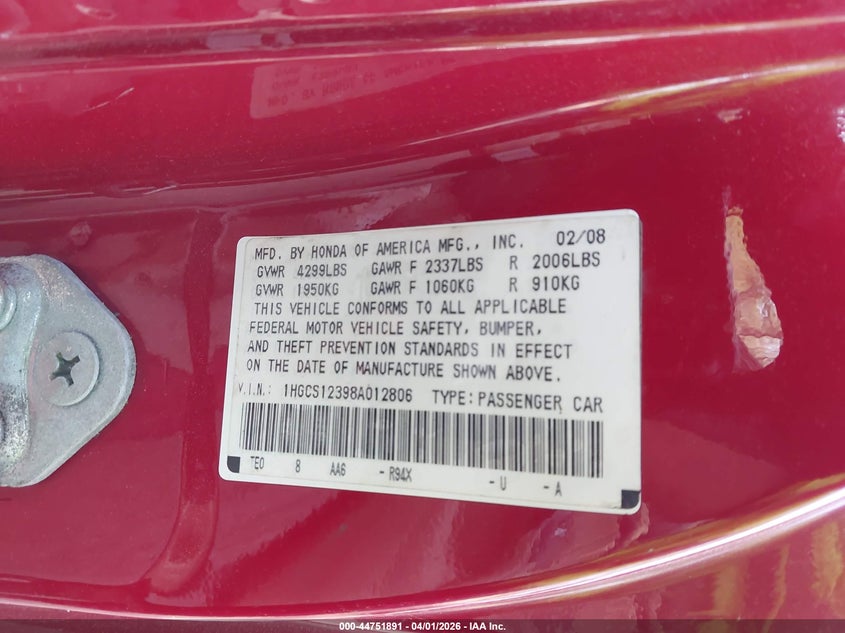 MFD. BY HONDA OF AMERICA MFG., INC. 02/08
GVWR 4299LBS GAWR F 2337LBS R 2006LBS
GVWR 1950KG GAWR F 1060KG R 910KG
THIS VEHICLE CONFORMS TO ALL APPLICABLE
FEDERAL MOTOR VEHICLE SAFETY, BUMPER,
AND THEFT PREVENTION STANDARDS IN EFFECT
ON THE DATE OF MANUFACTURE SHOWN ABOVE.
V.I.N.: 1HGCS12398A012806 TYPE: PASSENGER CAR
TEO 8 AA6 - R94X - U - A
000-44751891 | 04/01/2026 - IAA Inc.